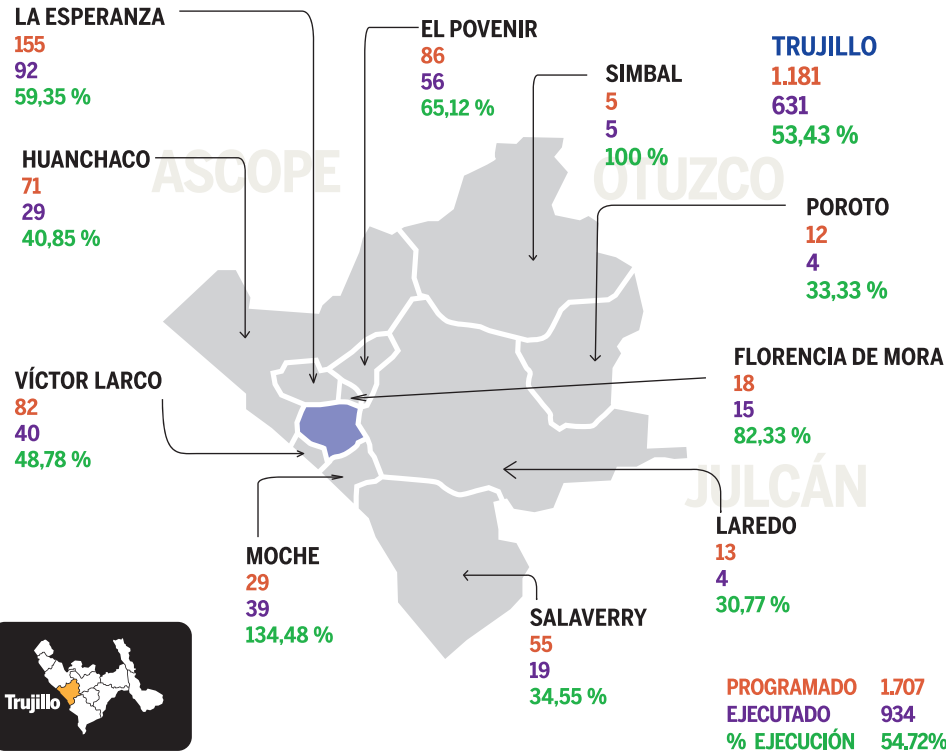 LA ESPERANZA
155
92
59,35 %
EL POVENIR
86
56
65,12 %
SIMBAL
5
5
100 %
TRUJILLO
1.181
631
53,43 %
HUANCHACO
71
29
40,85 %
ASCOPE
OTUZCO
POROTO
12
4
33,33 %
VÍCTOR LARCO
82
40
48,78 %
FLORENCIA DE MORA
18
15
82,33 %
JULCÁN
MOCHE
29
39
134,48 %
LAREDO
13
4
30,77 %
SALAVERRY
55
19
34,55 %
Trujillo
PROGRAMADO 1.707
EJECUTADO 934
% EJECUCIÓN 54,72%